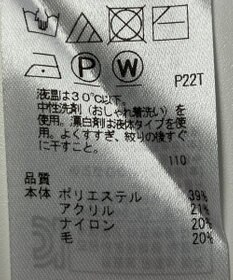 P
W
P22T
液温は30℃以下。
中性洗剤(おしゃれ着洗い)を
使用。漂白剤は液体タイプを使
用。よくすすぎ、絞りの後すぐ
に干すこと。
110
品質
本体 ポリエステル 39%
アクリル 21%
ナイロン 20%
毛 20%